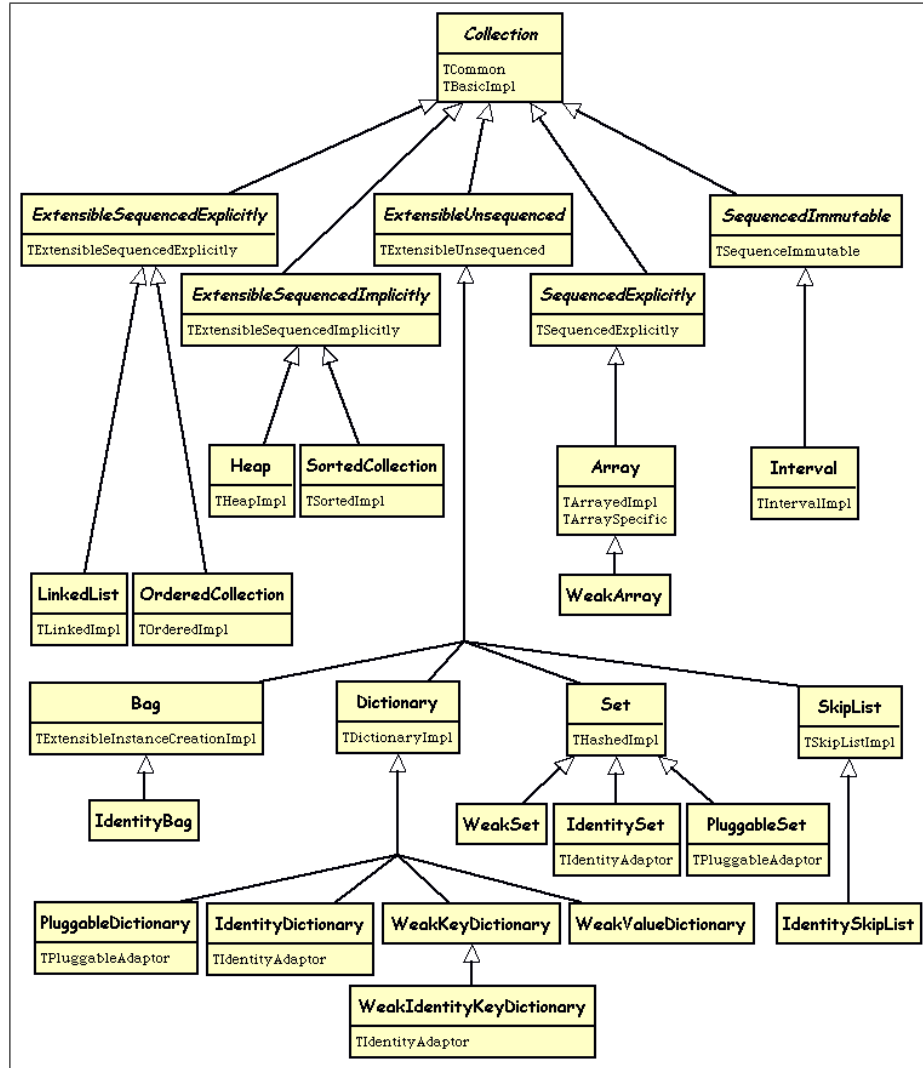 Collection
TCommon
TBasicImpl
ExtensibleSequencedExplicitly
TExtensibleSequencedExplicitly
ExtensibleUnsequenced
TExtensibleUnsequenced
SequencedImmutable
TSequenceImmutable
ExtensibleSequencedImplicitly
TExtensibleSequencedImplicitly
SequencedExplicitly
TSequencedExplicitly
Heap
THeapImpl
SortedCollection
TSortedImpl
Array
TArrayedImpl
TArraySpecific
Interval
TIntervalImpl
LinkedList
TLinkedImpl
OrderedCollection
TOrderedImpl
WeakArray
Bag
TExtensibleInstanceCreationImpl
Dictionary
TDictionaryImpl
Set
THashedImpl
SkipList
TSkipListImpl
IdentityBag
WeakSet
IdentitySet
TIdentityAdaptor
PluggableSet
TPluggableAdaptor
PluggableDictionary
TPluggableAdaptor
IdentityDictionary
TIdentityAdaptor
WeakKeyDictionary
WeakValueDictionary
IdentitySkipList
WeakIdentityKeyDictionary
TIdentityAdaptor